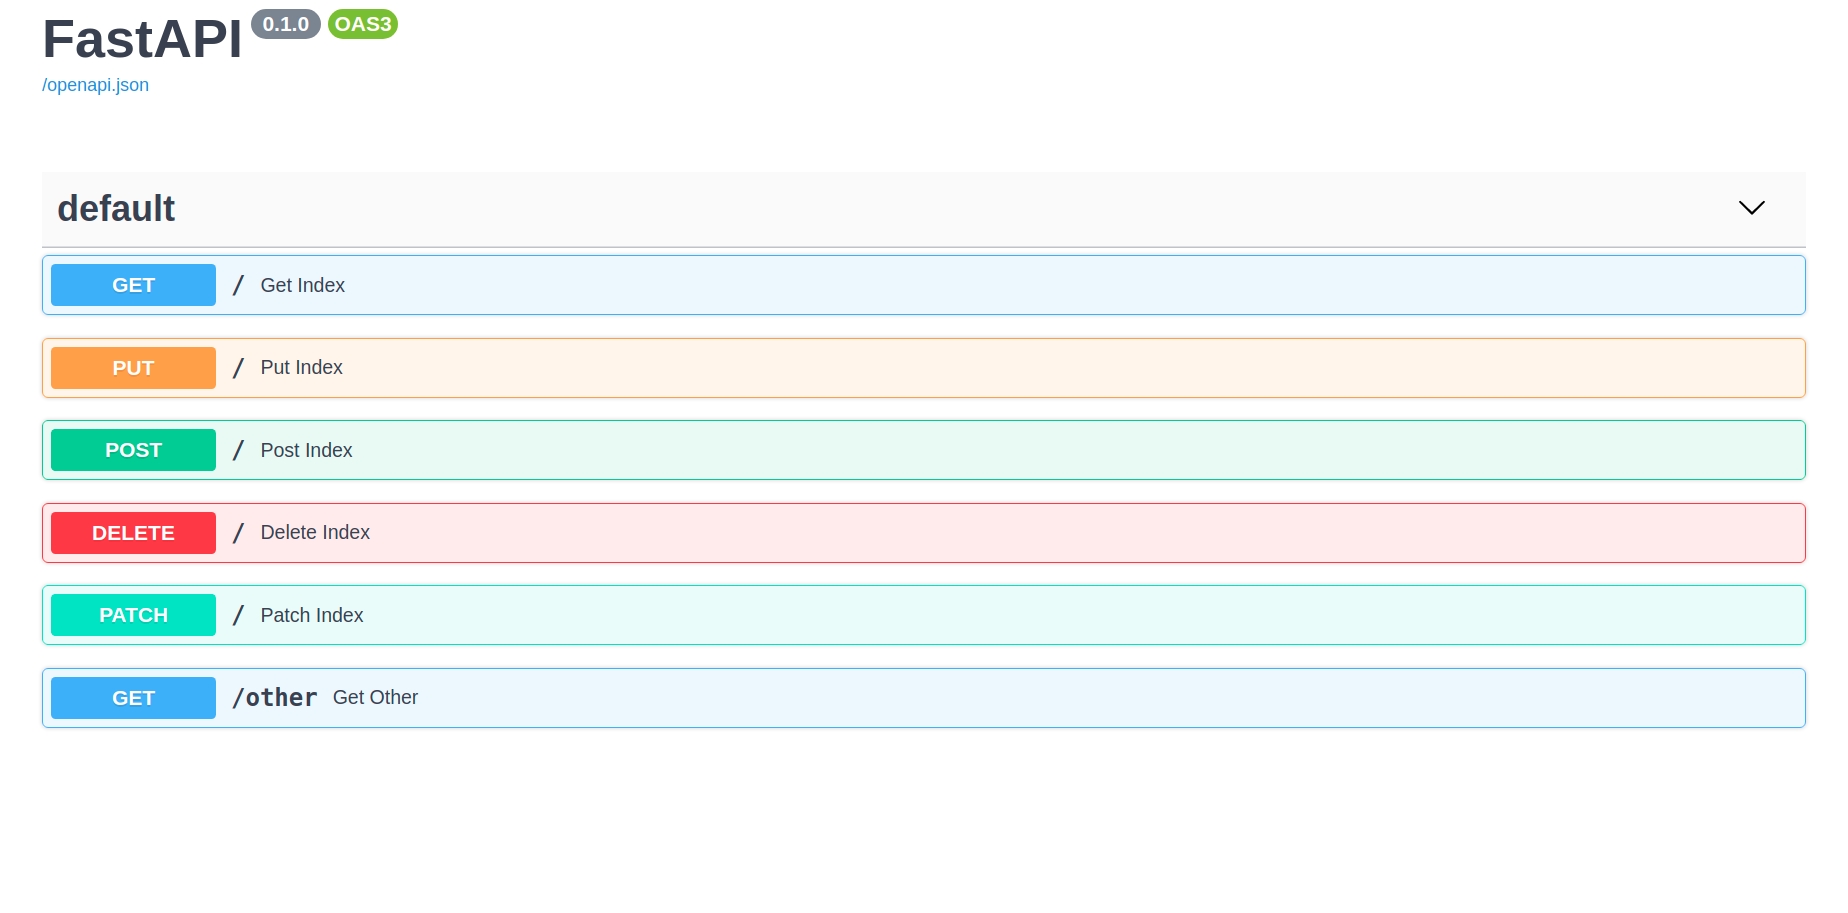 FastAPI 0.1.0 OAS3
/openapi.json
default
GET / Get Index
PUT / Put Index
POST / Post Index
DELETE / Delete Index
PATCH / Patch Index
GET /other Get Other